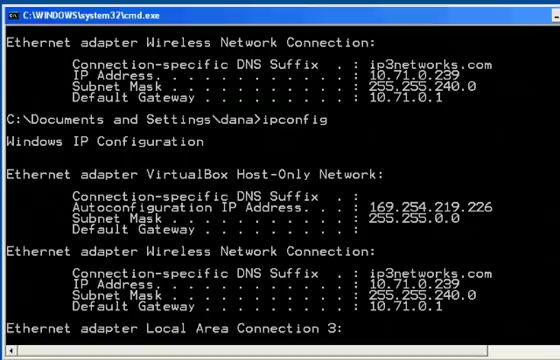 C:\WINDOWS\system32\cmd.exe
Ethernet adapter Wireless Network Connection:
Connection-specific DNS Suffix  . : ip3networks.com
IP Address. . . . . . . . . . . . : 10.71.0.239
Subnet Mask . . . . . . . . . . . : 255.255.240.0
Default Gateway . . . . . . . . . : 10.71.0.1
C:\Documents and Settings\dana>ipconfig
Windows IP Configuration
Ethernet adapter VirtualBox Host-Only Network:
Connection-specific DNS Suffix  . :
Autoconfiguration IP Address. . . : 169.254.219.226
Subnet Mask . . . . . . . . . . . : 255.255.0.0
Default Gateway . . . . . . . . . :
Ethernet adapter Wireless Network Connection:
Connection-specific DNS Suffix  . : ip3networks.com
IP Address. . . . . . . . . . . . : 10.71.0.239
Subnet Mask . . . . . . . . . . . : 255.255.240.0
Default Gateway . . . . . . . . . : 10.71.0.1
Ethernet adapter Local Area Connection 3: